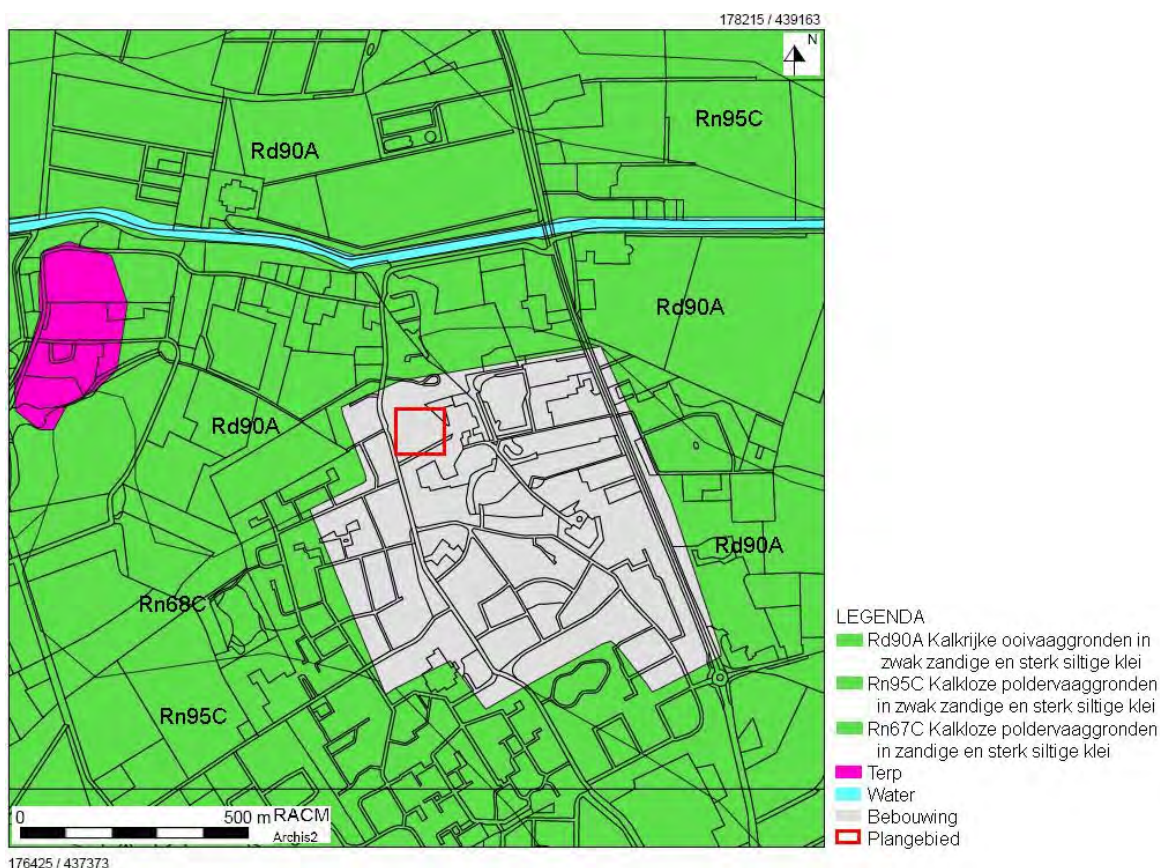 178215 / 439163
N
Rn95C
Rd90A
Rd90A
Rd90A
Rd90A
Rn68C
Rn95C
0 500 m RACM
Archis2
176425 / 437373
LEGENDA
Rd90A Kalkrijke ooivaaggronden in
zwak zandige en sterk siltige klei
Rn95C Kalkloze poldervaaggronden
in zwak zandige en sterk siltige klei
Rn67C Kalkloze poldervaaggronden
in zandige en sterk siltige klei
Terp
Water
Bebouwing
Plangebied